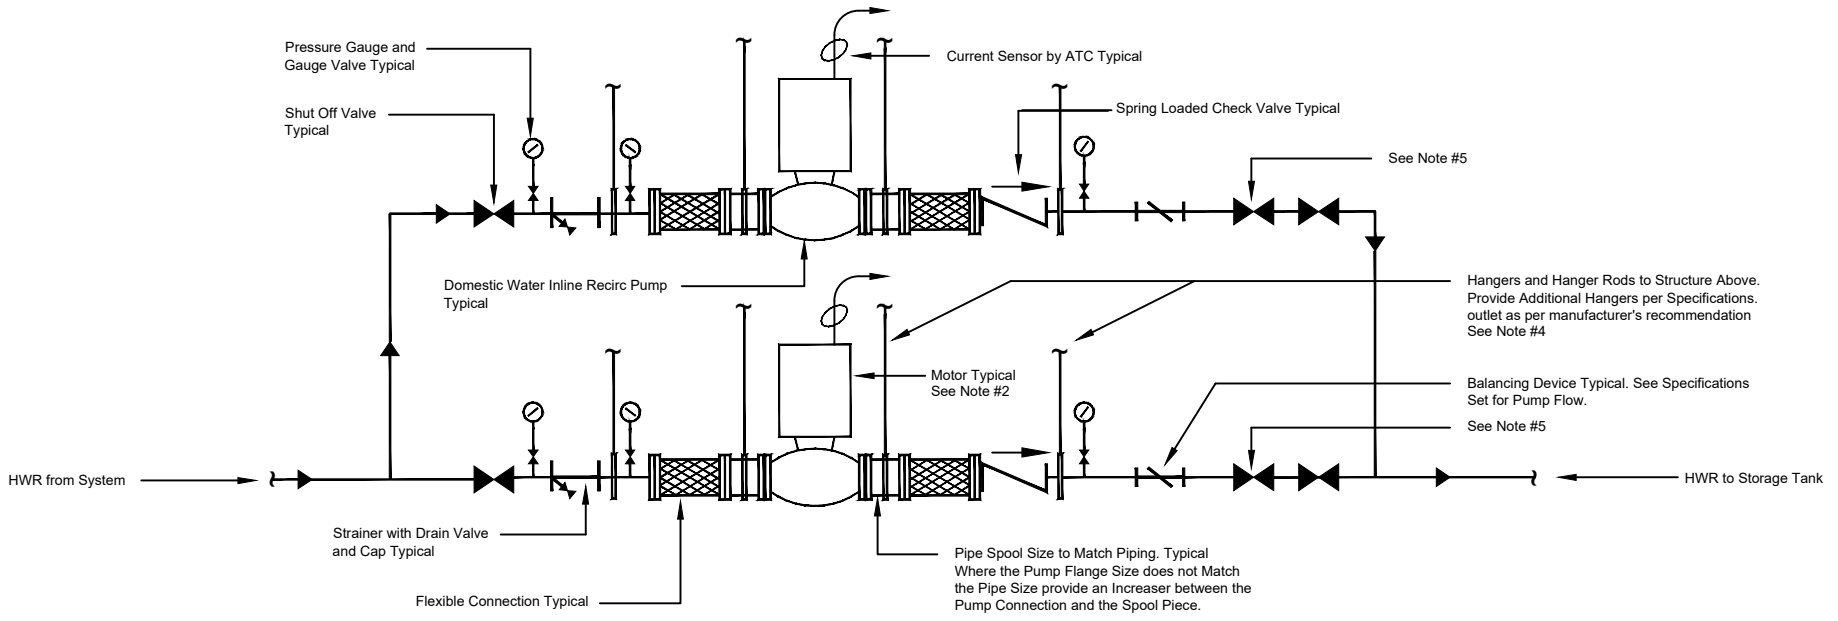 Pressure Gauge and
Gauge Valve Typical
Current Sensor by ATC Typical
Shut Off Valve
Typical
Spring Loaded Check Valve Typical
See Note #5
Domestic Water Inline Recirc Pump
Typical
Hangers and Hanger Rods to Structure Above.
Provide Additional Hangers per Specifications.
outlet as per manufacturer's recommendation
See Note #4
Motor Typical
See Note #2
Balancing Device Typical. See Specifications
Set for Pump Flow.
See Note #5
HWR from System
HWR to Storage Tank
Strainer with Drain Valve
and Cap Typical
Pipe Spool Size to Match Piping. Typical
Where the Pump Flange Size does not Match
the Pipe Size provide an Increaser between the
Pump Connection and the Spool Piece.
Flexible Connection Typical